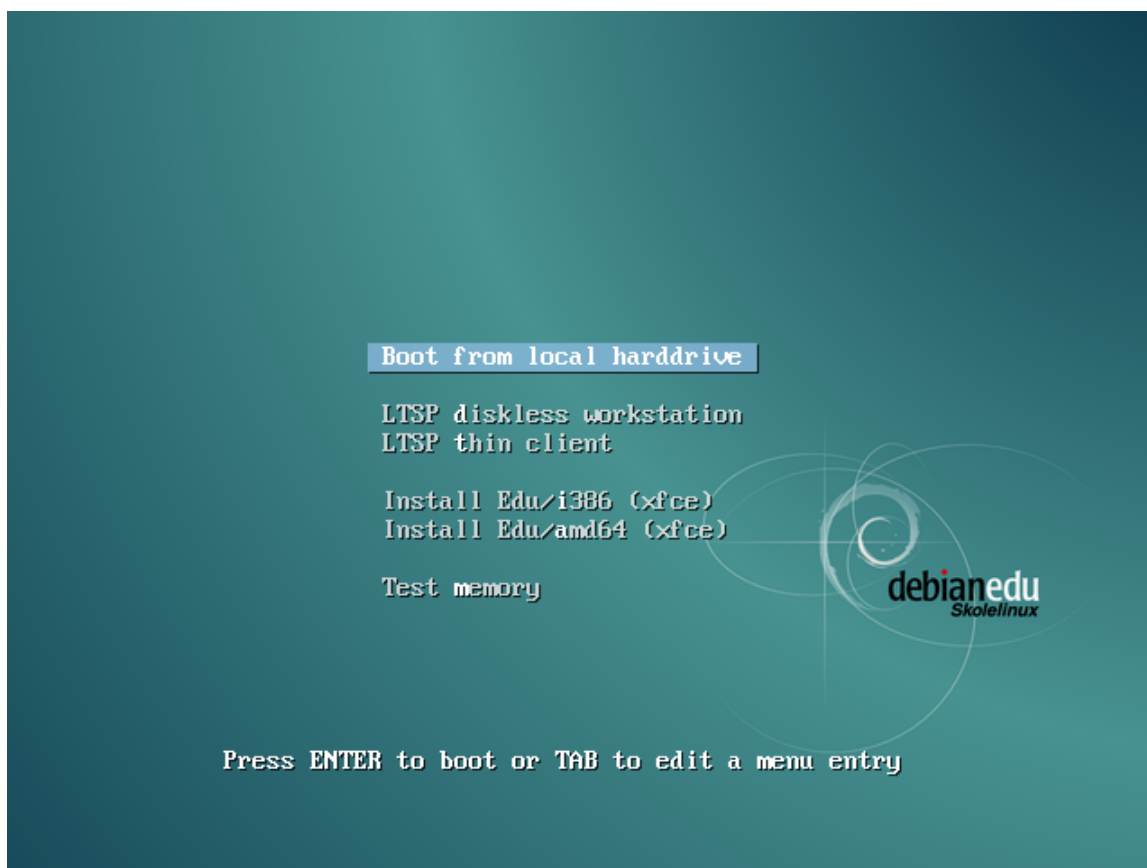 Boot from local harddrive
LTSP diskless workstation
LTSP thin client
Install Edu/i386 (xfce)
Install Edu/amd64 (xfce)
Test memory
debianedu
Skolelinux
Press ENTER to boot or TAB to edit a menu entry